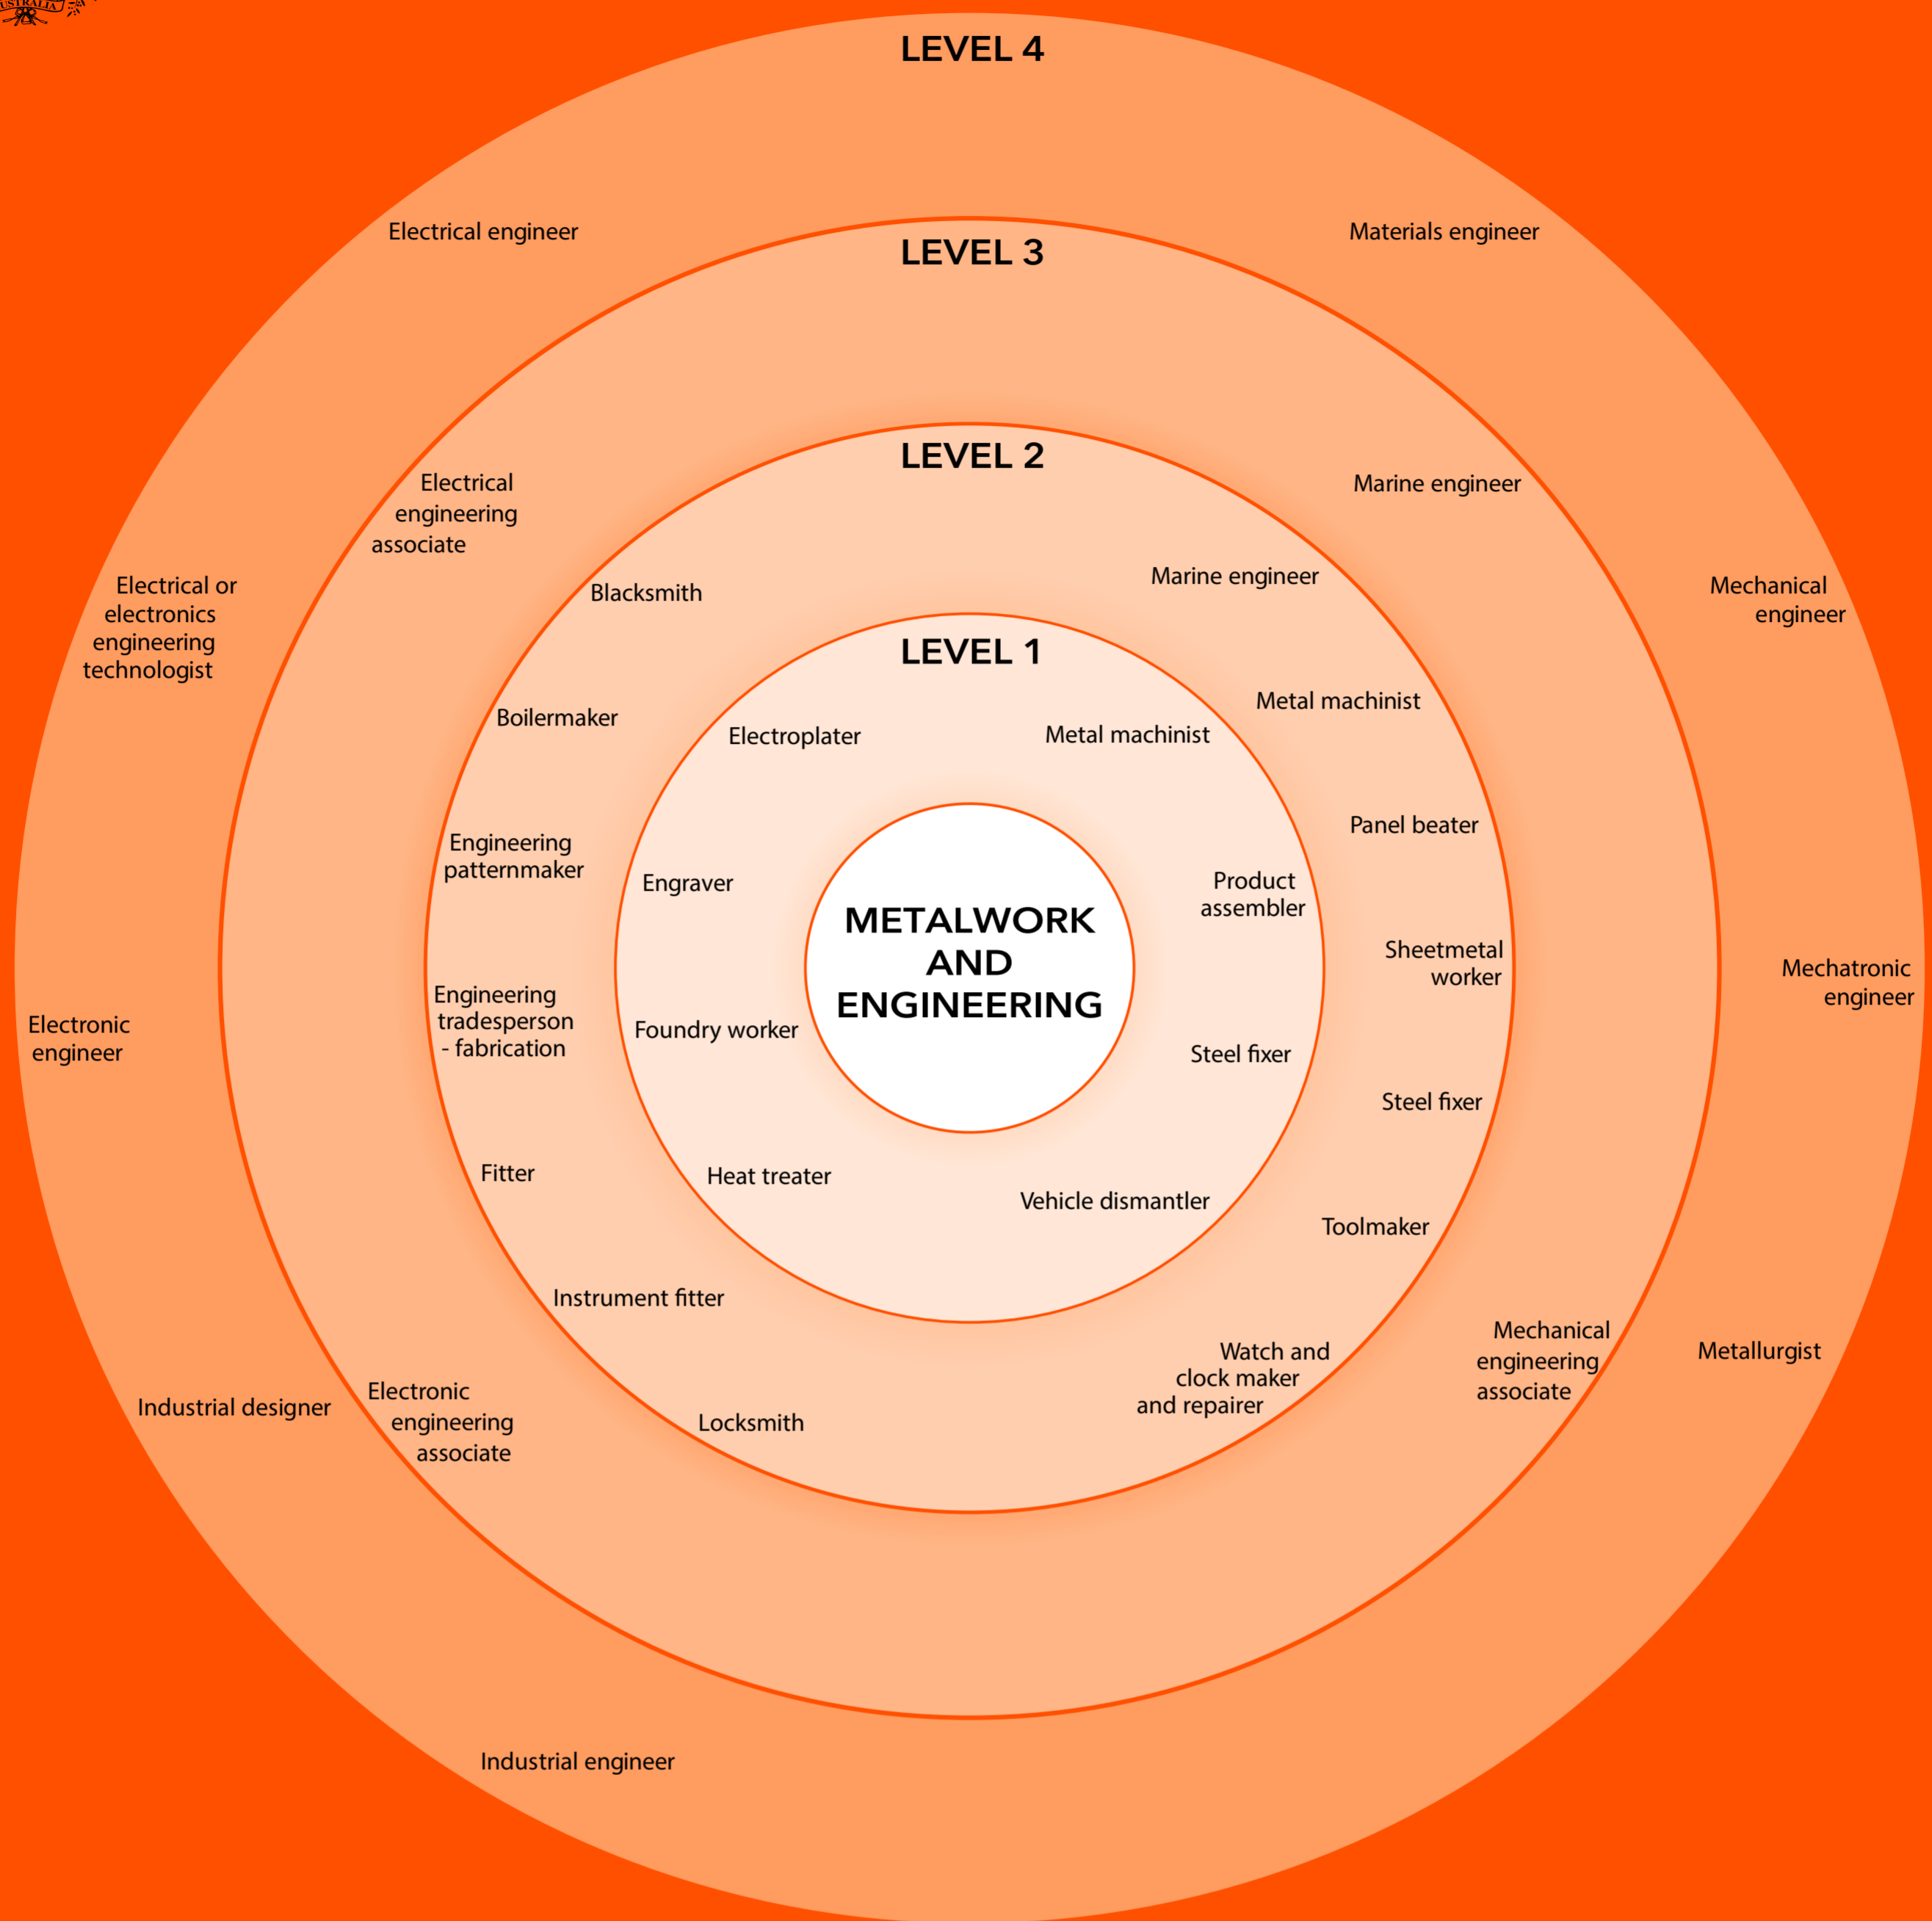 USTRALIA
LEVEL 4
Electrical engineer
Materials engineer
Electrical or
electronics
engineering
technologist
Mechanical
engineer
Electronic
engineer
Mechatronic
engineer
Industrial designer
Metallurgist
Industrial engineer
LEVEL 3
Electrical
engineering
associate
Marine engineer
Electronic
engineering
associate
Mechanical
engineering
associate
LEVEL 2
Blacksmith
Marine engineer
Boilermaker
Metal machinist
Engineering
patternmaker
Panel beater
Engineering
tradesperson
- fabrication
Sheetmetal
worker
Fitter
Steel fixer
Instrument fitter
Toolmaker
Locksmith
Watch and
clock maker
and repairer
LEVEL 1
Electroplater
Metal machinist
Engraver
Product
assembler
Foundry worker
Steel fixer
Heat treater
Vehicle dismantler
METALWORK
AND
ENGINEERING